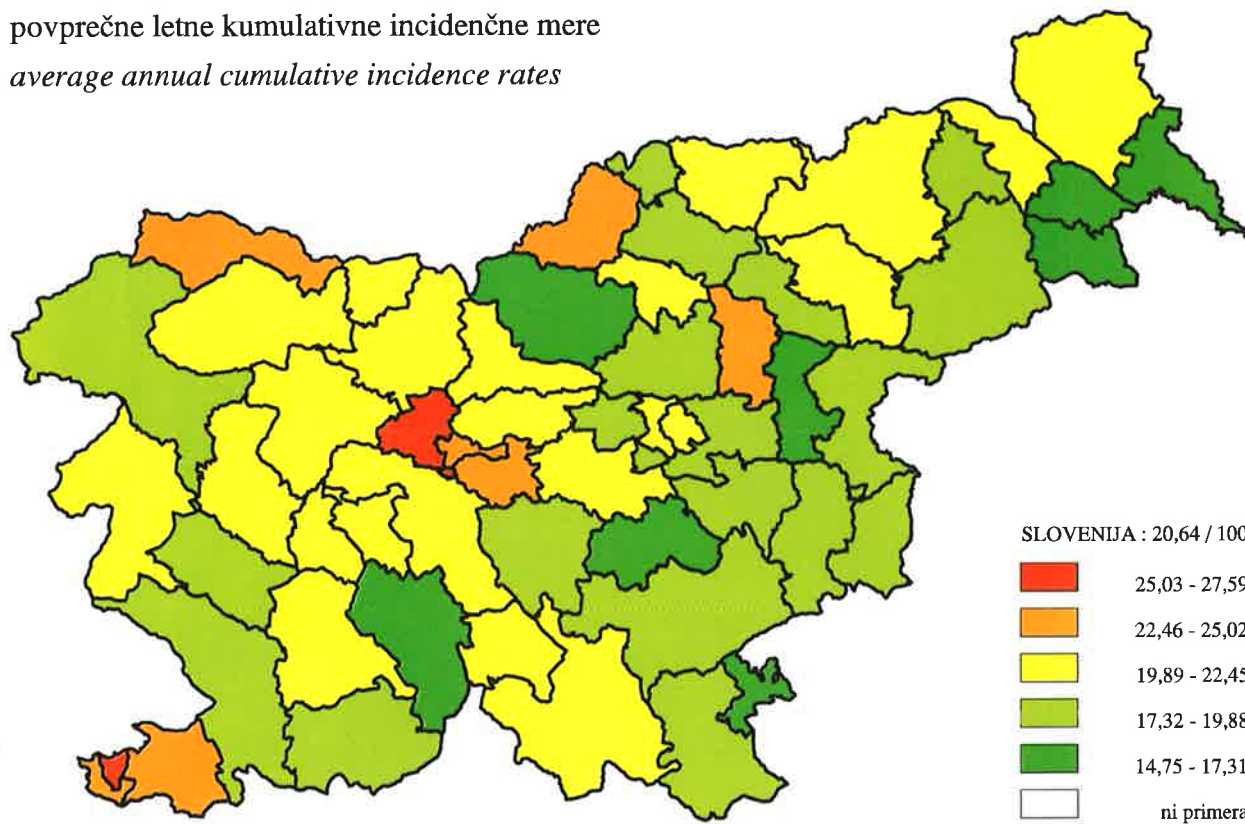 povprečne letne kumulativne incidenčne mere
average annual cumulative incidence rates
SLOVENIJA : 20,64 / 100
25,03 - 27,59
22,46 - 25,02
19,89 - 22,45
17,32 - 19,88
14,75 - 17,31
ni primera